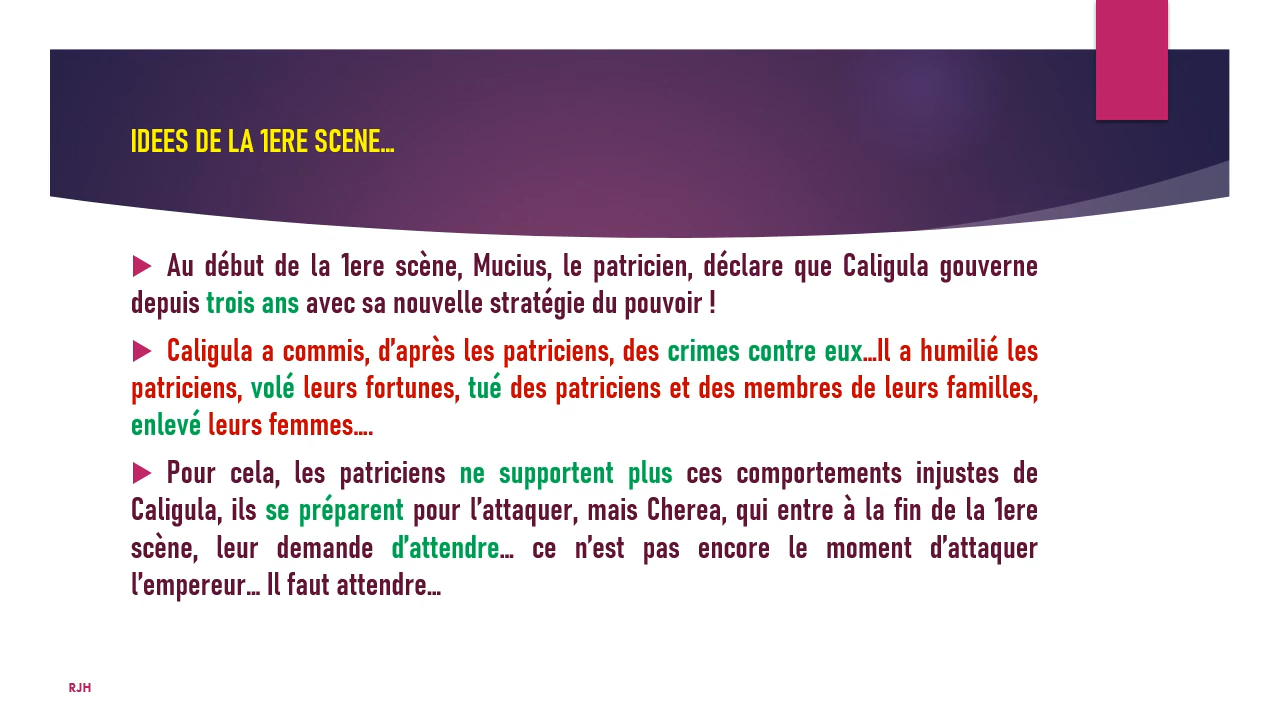 IDEES DE LA 1ERE SCENE…
Au début de la 1ere scène, Mucius, le patricien, déclare que Caligula gouverne
depuis trois ans avec sa nouvelle stratégie du pouvoir !
Caligula a commis, d’après les patriciens, des crimes contre eux…Il a humilié les
patriciens, volé leurs fortunes, tué des patriciens et des membres de leurs familles,
enlevé leurs femmes….
Pour cela, les patriciens ne supportent plus ces comportements injustes de
Caligula, ils se préparent pour l’attaquer, mais Cherea, qui entre à la fin de la 1ere
scène, leur demande d’attendre… ce n’est pas encore le moment d’attaquer
l’empereur… Il faut attendre…
RJH